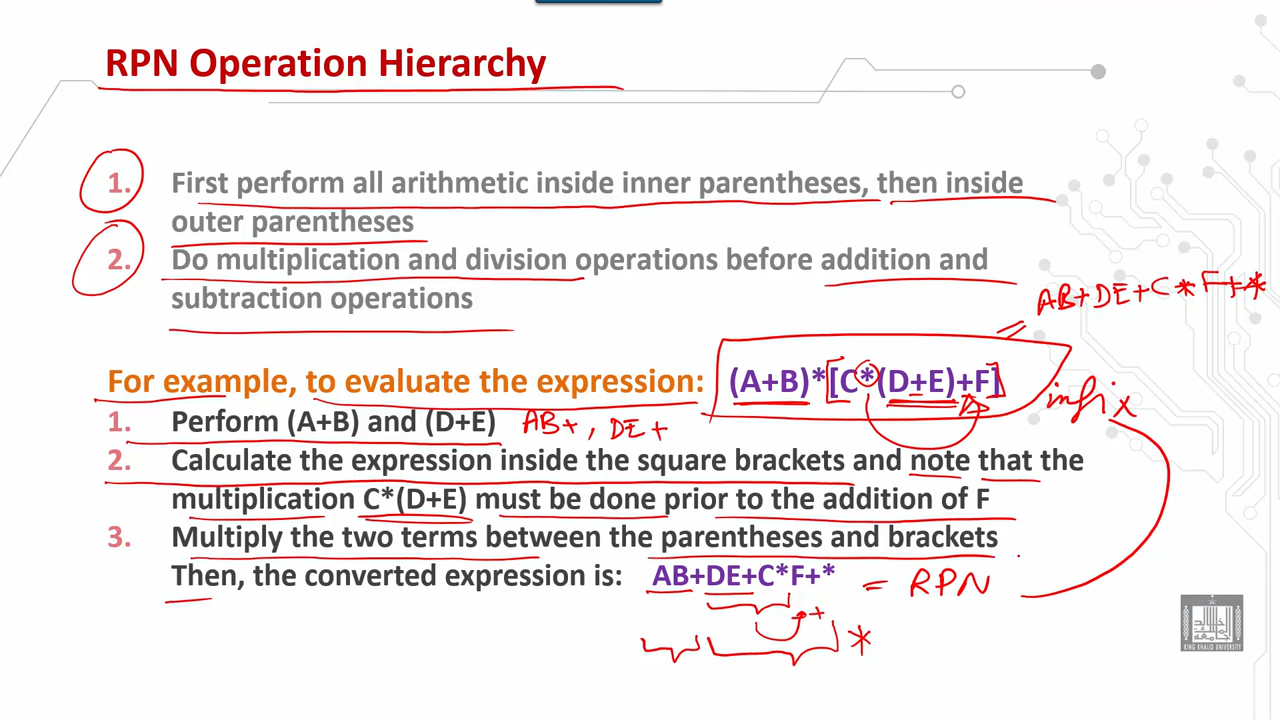 RPN Operation Hierarchy
1. First perform all arithmetic inside inner parentheses, then inside
outer parentheses
2. Do multiplication and division operations before addition and
subtraction operations
AB+DE+C*F+*
For example, to evaluate the expression: (A+B)*[C*(D+E)+F]
infix
1. Perform (A+B) and (D+E) AB+, DE+
2. Calculate the expression inside the square brackets and note that the
multiplication C*(D+E) must be done prior to the addition of F
3. Multiply the two terms between the parentheses and brackets
Then, the converted expression is: AB+DE+C*F+* = RPN
+
*
KING KHALID UNIVERSITY